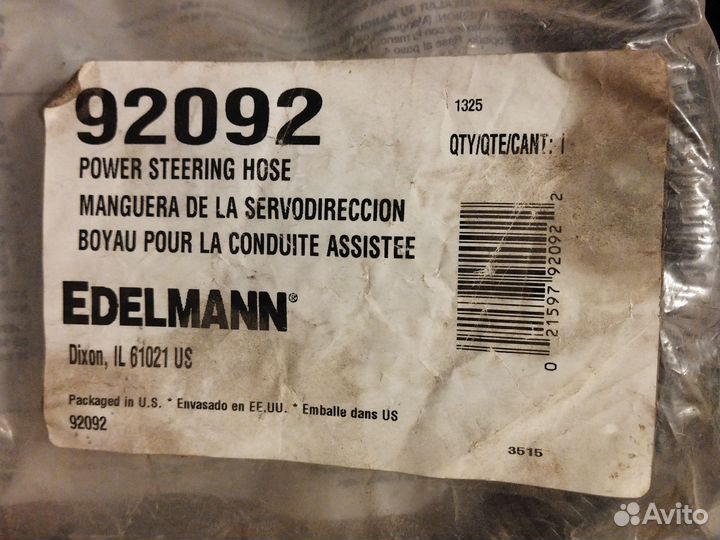 92092
POWER STEERING HOSE
MANGUERA DE LA SERVODIRECCION
BOYAU POUR LA CONDUITE ASSISTEE
EDELMANN®
Dixon, IL 61021 US
Packaged in U.S. * Envasado en EE.UU. * Emballe dans US
92092
1325
QTY/QTE/CANT: 1
0 21597 92092 2
3515
Avito